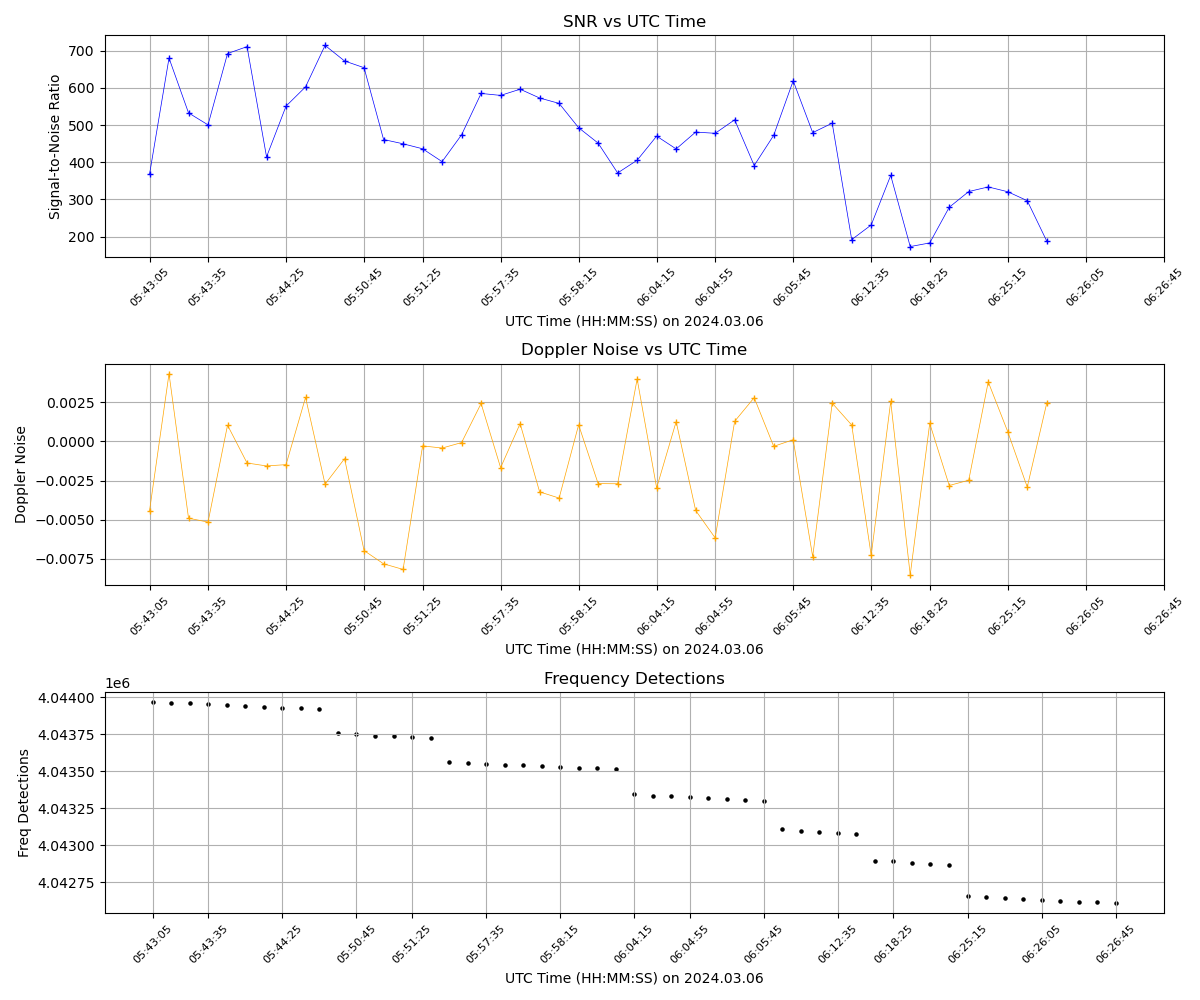 SNR vs UTC Time
Signal-to-Noise Ratio
700
600
500
400
300
200
05:43:05 05:43:35 05:44:25 05:50:45 05:51:25 05:57:35 05:58:15 06:04:15 06:04:55 06:05:45 06:12:35 06:18:25 06:25:15 06:26:05 06:26:45
UTC Time (HH:MM:SS) on 2024.03.06
Doppler Noise vs UTC Time
Doppler Noise
0.0025
0.0000
−0.0025
−0.0050
−0.0075
05:43:05 05:43:35 05:44:25 05:50:45 05:51:25 05:57:35 05:58:15 06:04:15 06:04:55 06:05:45 06:12:35 06:18:25 06:25:15 06:26:05 06:26:45
UTC Time (HH:MM:SS) on 2024.03.06
Frequency Detections
1e6
Freq Detections
4.04400
4.04375
4.04350
4.04325
4.04300
4.04275
05:43:05 05:43:35 05:44:25 05:50:45 05:51:25 05:57:35 05:58:15 06:04:15 06:04:55 06:05:45 06:12:35 06:18:25 06:25:15 06:26:05 06:26:45
UTC Time (HH:MM:SS) on 2024.03.06